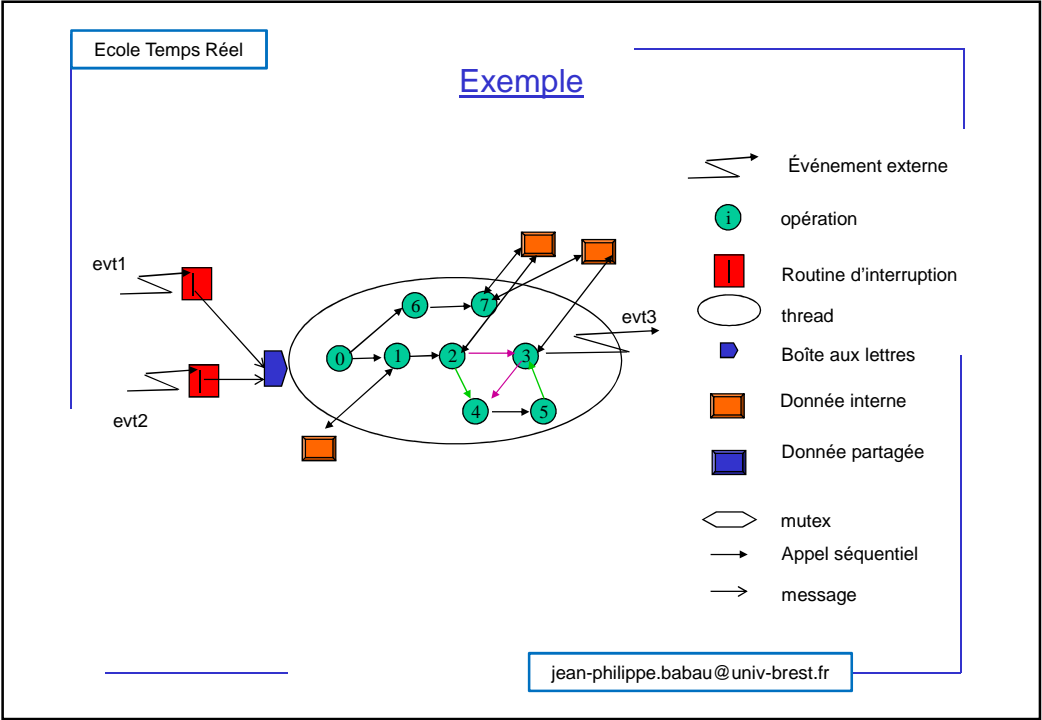 Ecole Temps Réel
Exemple
Événement externe
i
opération
evt1
Routine d'interruption
6
7
evt3
thread
0
1
2
3
Boîte aux lettres
4
5
Donnée interne
evt2
Donnée partagée
mutex
Appel séquentiel
message
jean-philippe.babau@univ-brest.fr